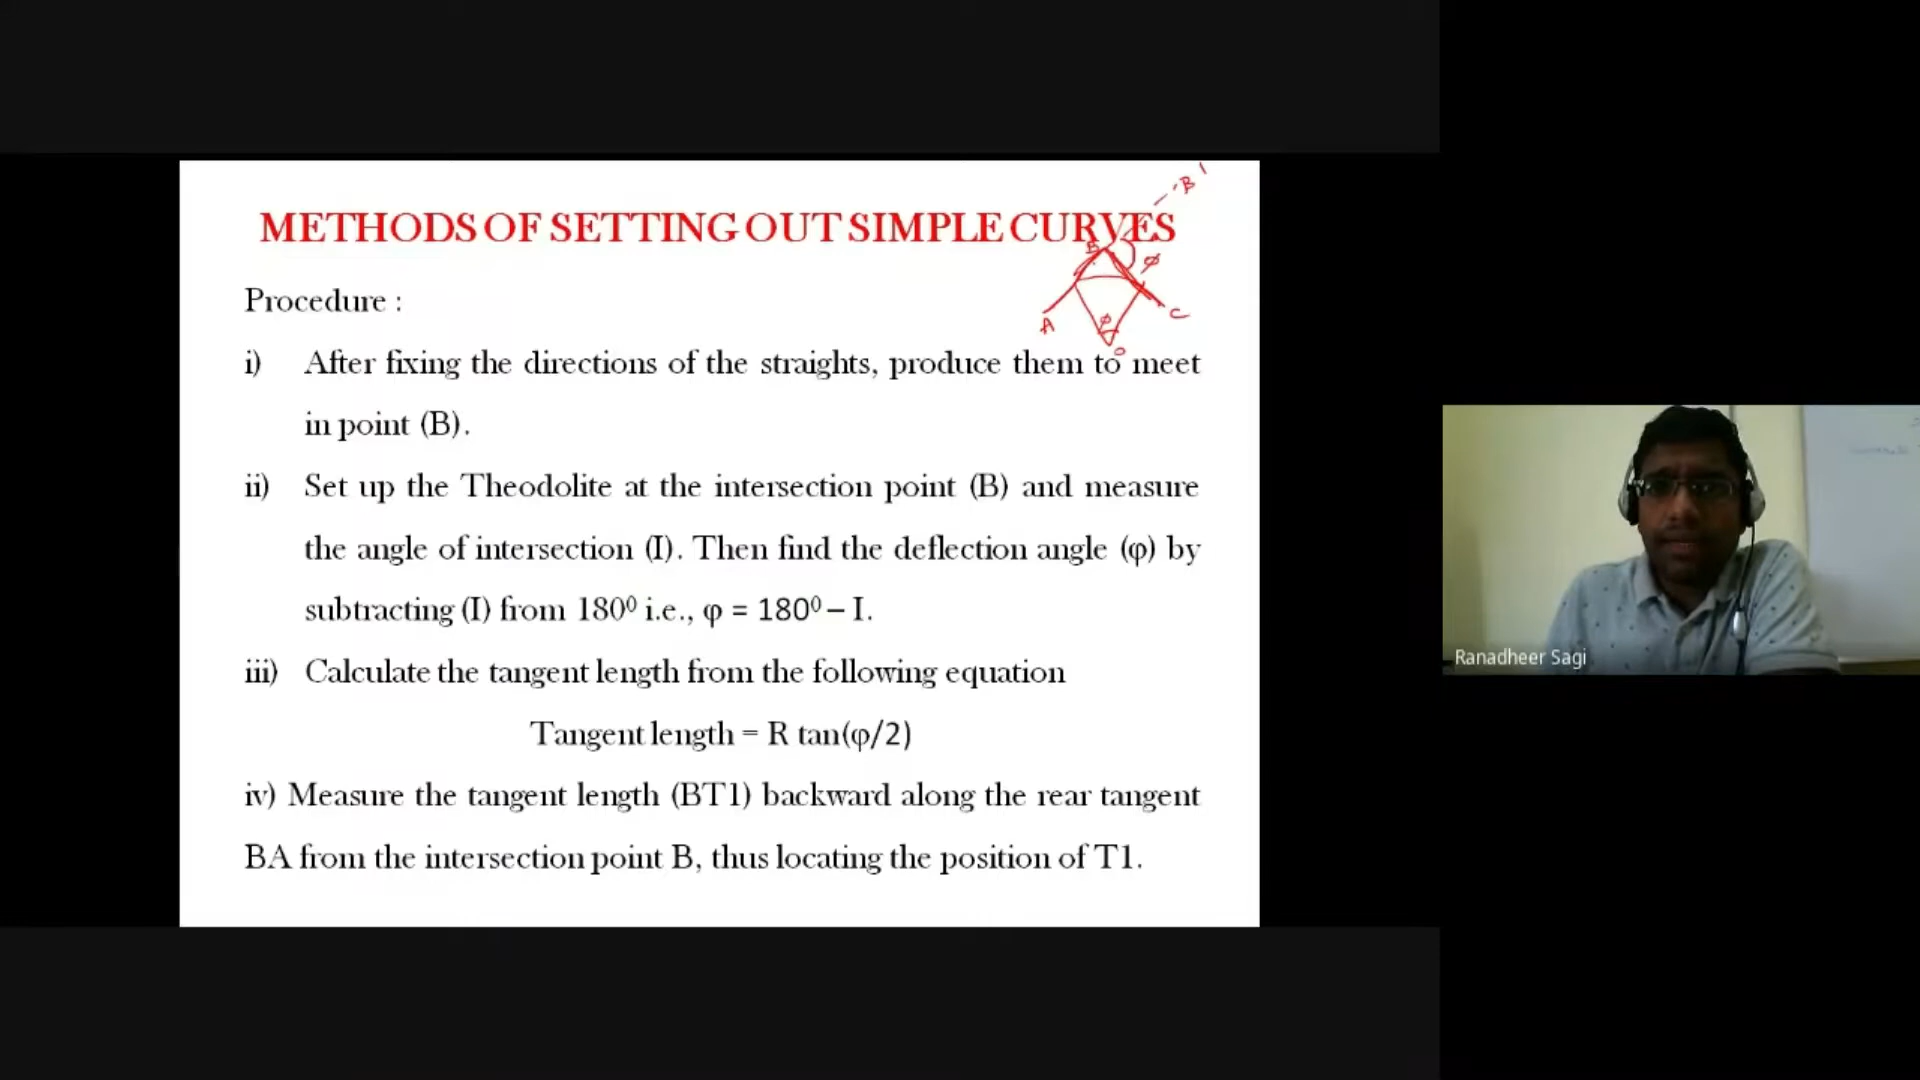 B'
METHODS OF SETTING OUT SIMPLE CURVES
B
φ
Procedure :
A
φ
C
O
i) After fixing the directions of the straights, produce them to meet
in point (B).
ii) Set up the Theodolite at the intersection point (B) and measure
the angle of intersection (I). Then find the deflection angle (φ) by
subtracting (I) from 180⁰ i.e., φ = 180⁰ – I.
iii) Calculate the tangent length from the following equation
Tangent length = R tan(φ/2)
iv) Measure the tangent length (BT1) backward along the rear tangent
BA from the intersection point B, thus locating the position of T1.
Ranadheer Sagi